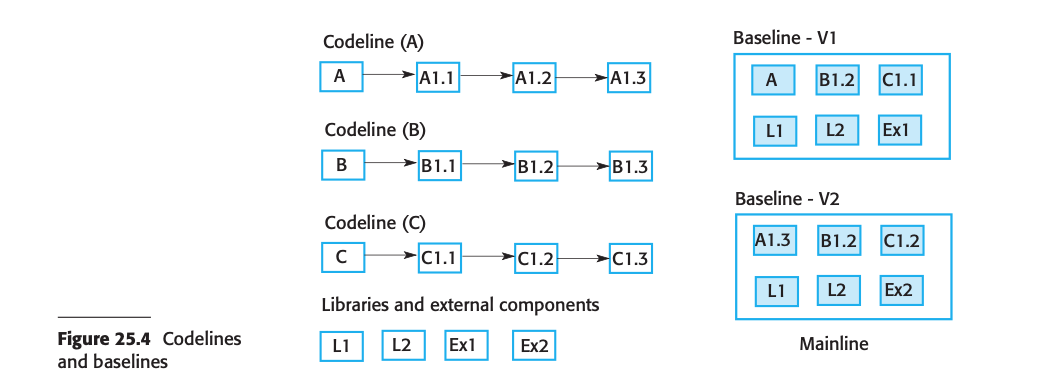 Codeline (A)
A A1.1 A1.2 A1.3
Codeline (B)
B B1.1 B1.2 B1.3
Codeline (C)
C C1.1 C1.2 C1.3
Libraries and external components
L1 L2 Ex1 Ex2
Baseline - V1
A B1.2 C1.1
L1 L2 Ex1
Baseline - V2
A1.3 B1.2 C1.2
L1 L2 Ex2
Mainline
Figure 25.4 Codelines
and baselines